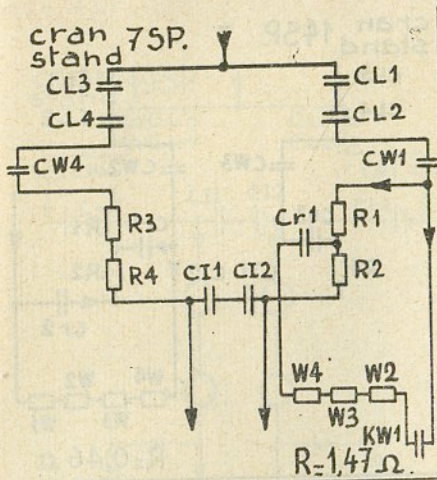 cran 7SP.
stand
CL3
CL1
CL4
CL2
CW4
CW1
Cr1
R1
R3
R2
R4
CI1 CI2
W4 W2
W3
KW1
R=1,47 Ω.